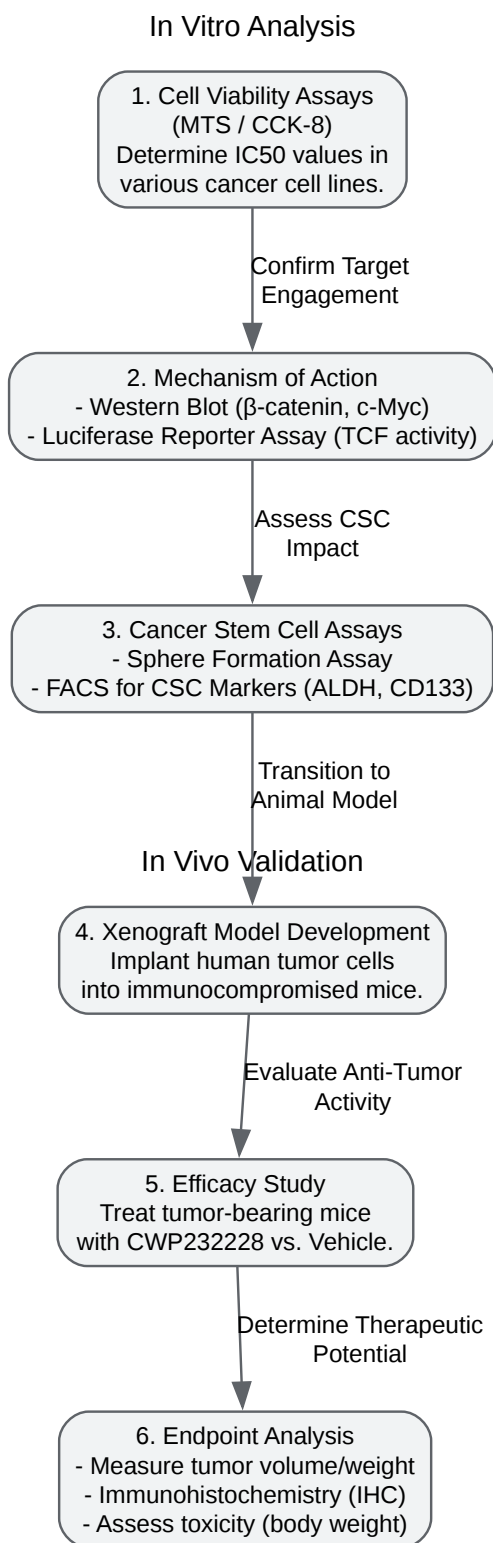 In Vitro Analysis
1. Cell Viability Assays
(MTS / CCK-8)
Determine IC50 values in
various cancer cell lines.
Confirm Target
Engagement
2. Mechanism of Action
- Western Blot (β-catenin, c-Myc)
- Luciferase Reporter Assay (TCF activity)
Assess CSC
Impact
3. Cancer Stem Cell Assays
- Sphere Formation Assay
- FACS for CSC Markers (ALDH, CD133)
Transition to
Animal Model
In Vivo Validation
4. Xenograft Model Development
Implant human tumor cells
into immunocompromised mice.
Evaluate Anti-Tumor
Activity
5. Efficacy Study
Treat tumor-bearing mice
with CWP232228 vs. Vehicle.
Determine Therapeutic
Potential
6. Endpoint Analysis
- Measure tumor volume/weight
- Immunohistochemistry (IHC)
- Assess toxicity (body weight)